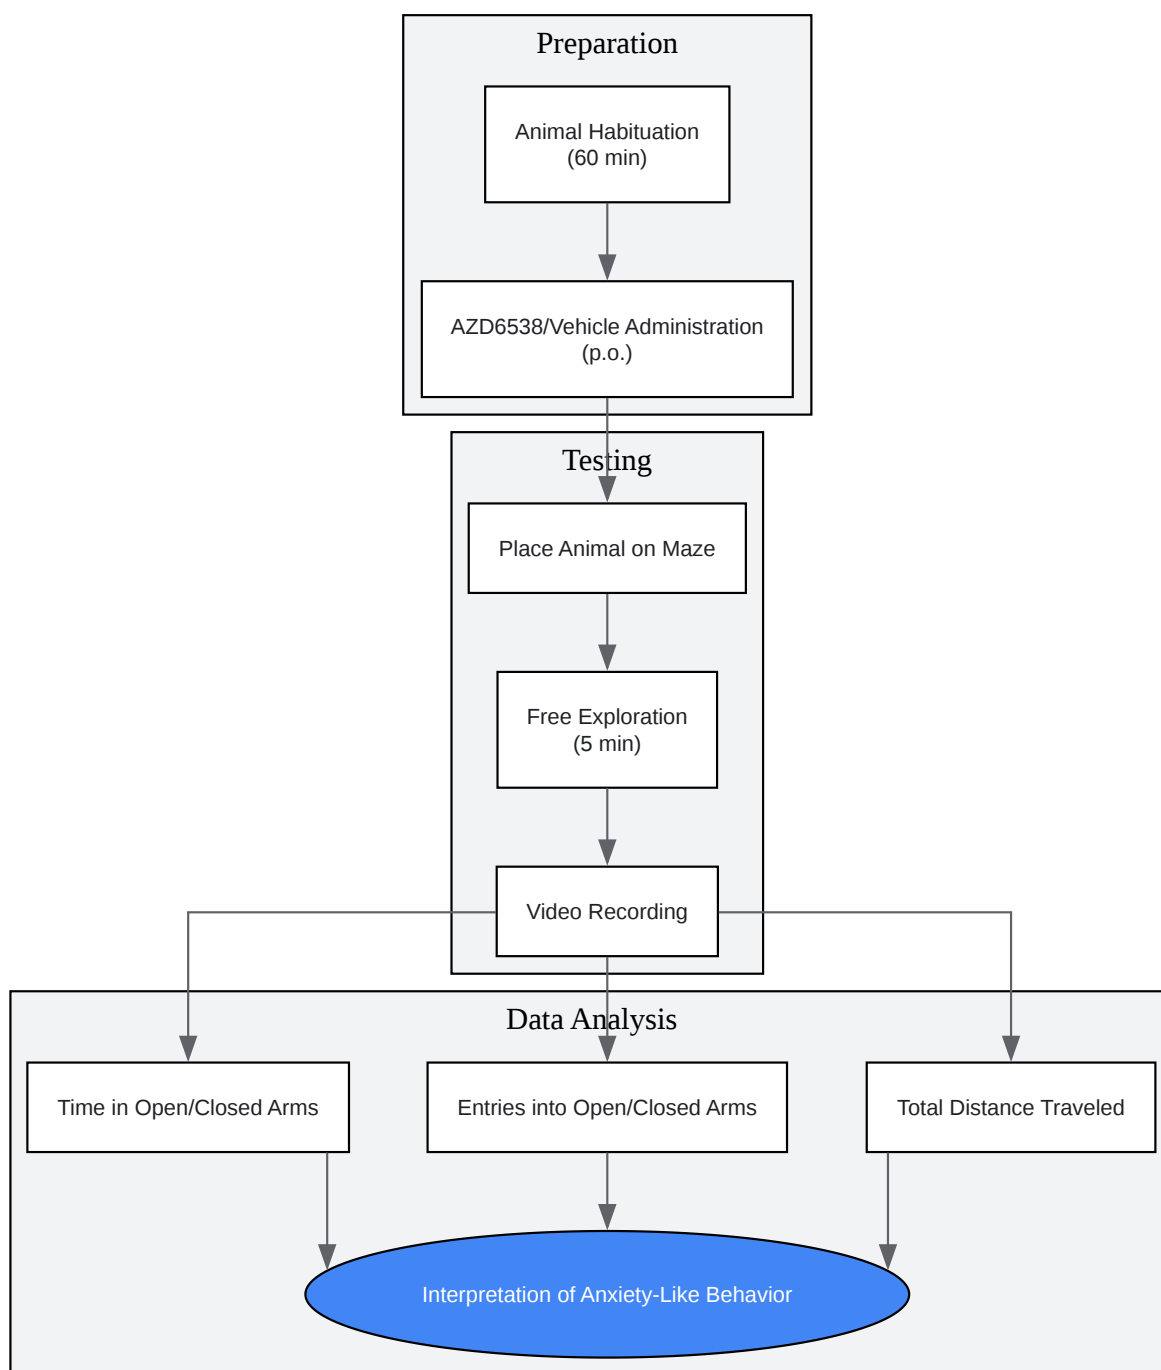 Preparation
Animal Habituation
(60 min)
AZD6538/Vehicle Administration
(p.o.)
Testing
Place Animal on Maze
Free Exploration
(5 min)
Video Recording
Data Analysis
Time in Open/Closed Arms
Entries into Open/Closed Arms
Total Distance Traveled
Interpretation of Anxiety-Like Behavior